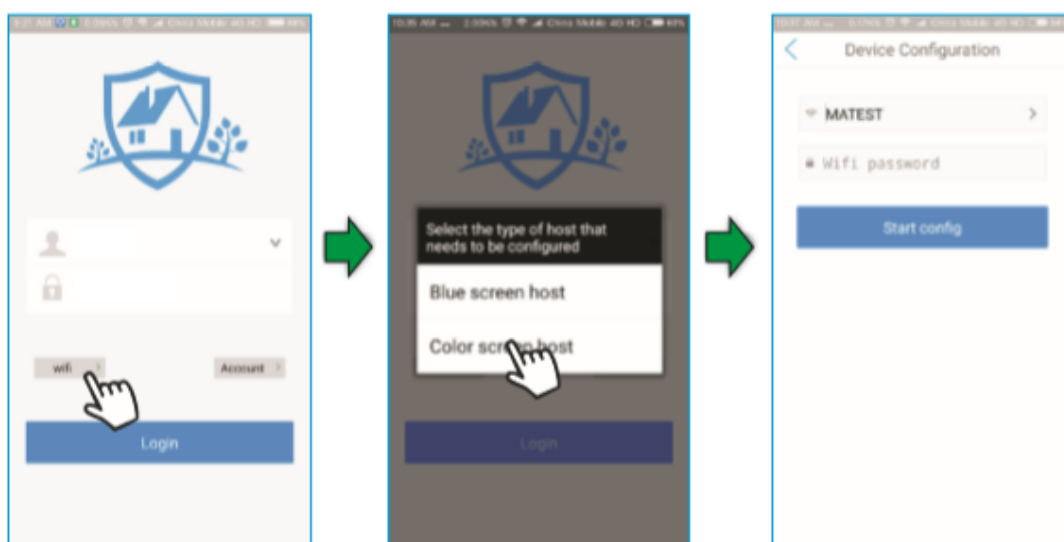 wifi
Account
Login
Select the type of host that
needs to be configured
Blue screen host
Color screen host
Login
Device Configuration
MATEST
Wifi password
Start config